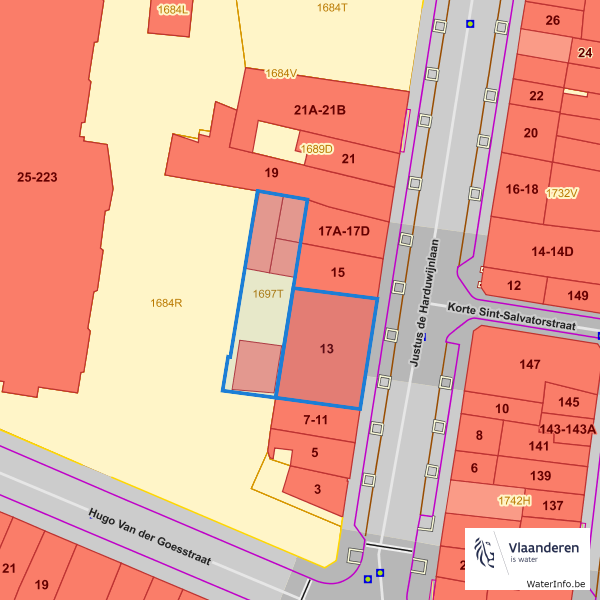 1684L
1684T
26
24
1684V
22
21A-21B
20
1689D
21
19
25-223
16-18
1732V
17A-17D
14-14D
15
12
149
1697T
1684R
Justus de Harduwijnlaan
Korte Sint-Salvatorstraat
13
147
145
10
7-11
143-143A
8
141
5
6
139
3
1742H
137
Hugo Van der Goesstraat
21
19
Vlaanderen
is water
WaterInfo.be